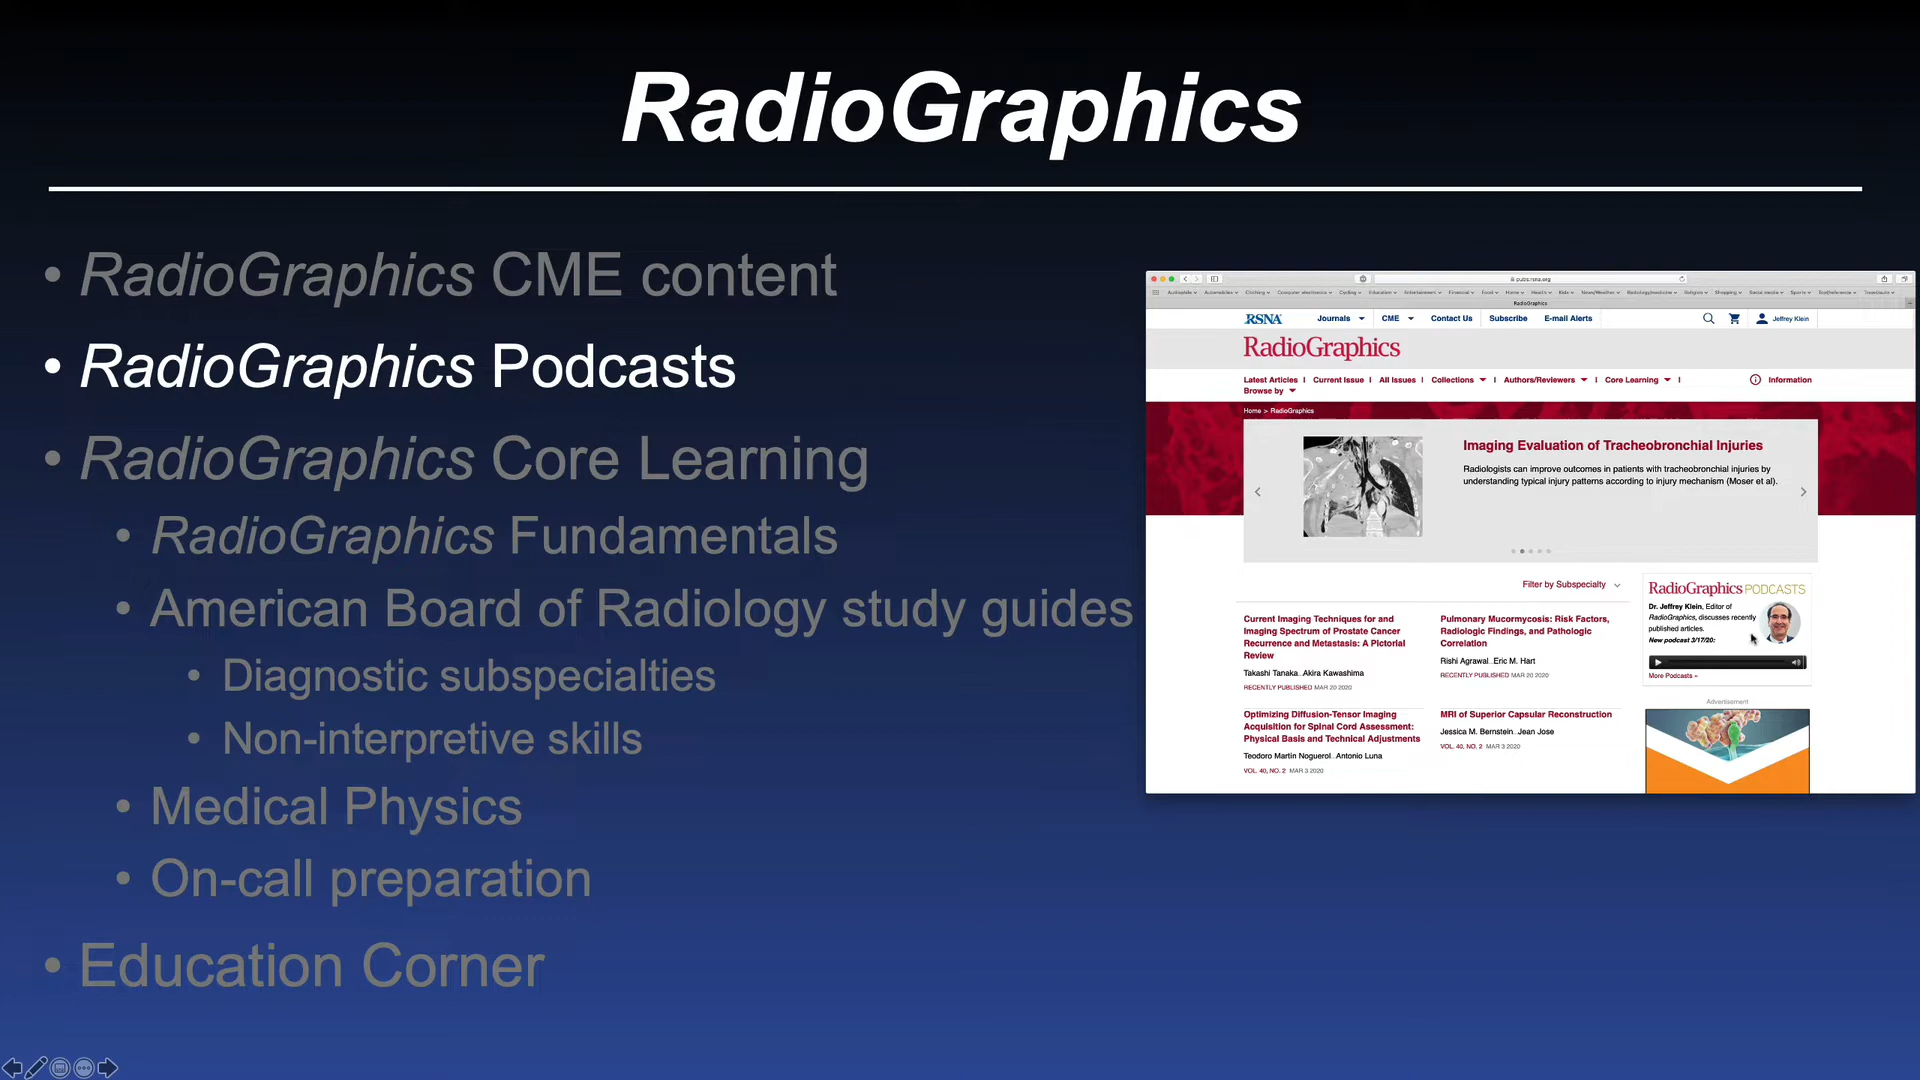 RadioGraphics
• RadioGraphics CME content
• RadioGraphics Podcasts
• RadioGraphics Core Learning
• RadioGraphics Fundamentals
• American Board of Radiology study guides
• Diagnostic subspecialties
• Non-interpretive skills
• Medical Physics
• On-call preparation
• Education Corner
pubs.rsna.org
RadioGraphics
RSNA Journals CME Contact Us Subscribe E-mail Alerts Jeffrey Klein
RadioGraphics
Latest Articles | Current Issue | All Issues | Collections | Authors/Reviewers | Core Learning | Information
Browse by
Home > RadioGraphics
Imaging Evaluation of Tracheobronchial Injuries
Radiologists can improve outcomes in patients with tracheobronchial injuries by
understanding typical injury patterns according to injury mechanism (Moser et al).
Filter by Subspecialty
Current Imaging Techniques for and
Imaging Spectrum of Prostate Cancer
Recurrence and Metastasis: A Pictorial
Review
Takashi Tanaka...Akira Kawashima
RECENTLY PUBLISHED MAR 20 2020
Pulmonary Mucormycosis: Risk Factors,
Radiologic Findings, and Pathologic
Correlation
Rishi Agrawal...Eric M. Hart
RECENTLY PUBLISHED MAR 20 2020
Optimizing Diffusion-Tensor Imaging
Acquisition for Spinal Cord Assessment:
Physical Basis and Technical Adjustments
Teodoro Martín Noguerol...Antonio Luna
VOL. 40, NO. 2 MAR 3 2020
MRI of Superior Capsular Reconstruction
Jessica M. Bernstein...Jean Jose
VOL. 40, NO. 2 MAR 3 2020
RadioGraphics PODCASTS
Dr. Jeffrey Klein, Editor of
RadioGraphics, discusses recently
published articles.
New podcast 3/17/20:
More Podcasts »
Advertisement